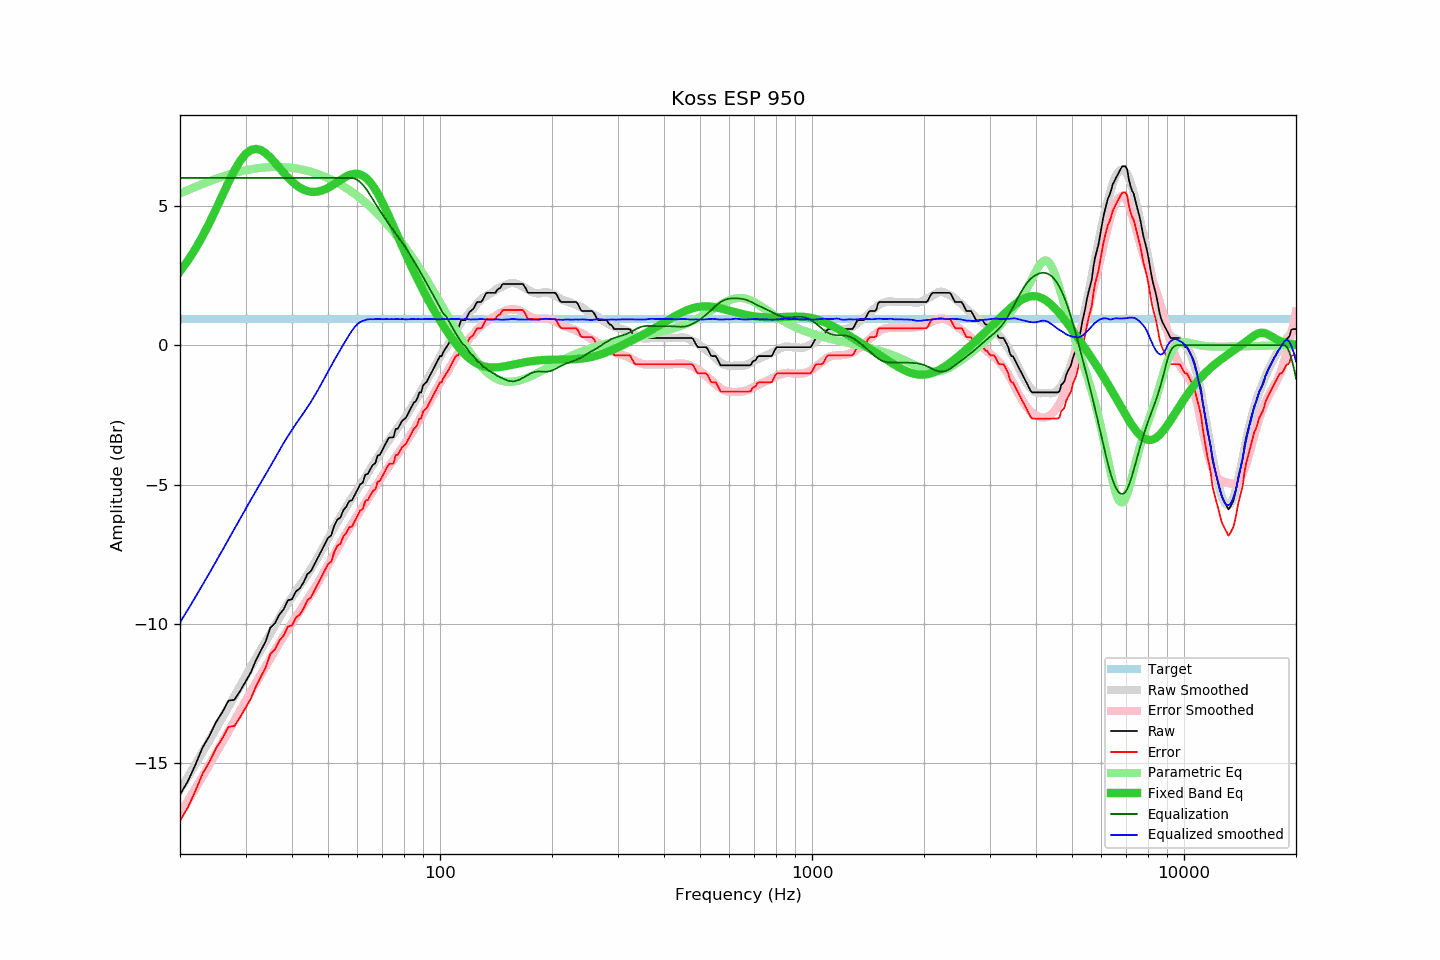 Koss ESP 950
Amplitude (dBr)
5
0
−5
−10
−15
100
1000
10000
Frequency (Hz)
Target
Raw Smoothed
Error Smoothed
Raw
Error
Parametric Eq
Fixed Band Eq
Equalization
Equalized smoothed